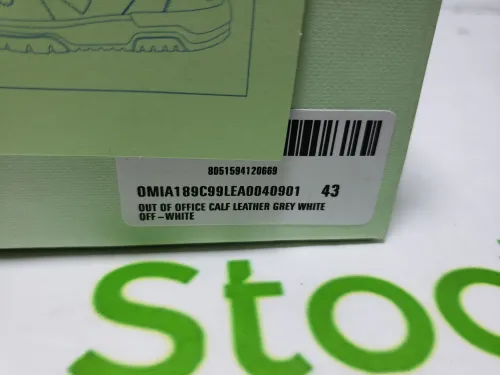 8051594120669
OMIA189C99LEA0040901 43
OUT OF OFFICE CALF LEATHER GREY WHITE
OFF-WHITE
Stoc